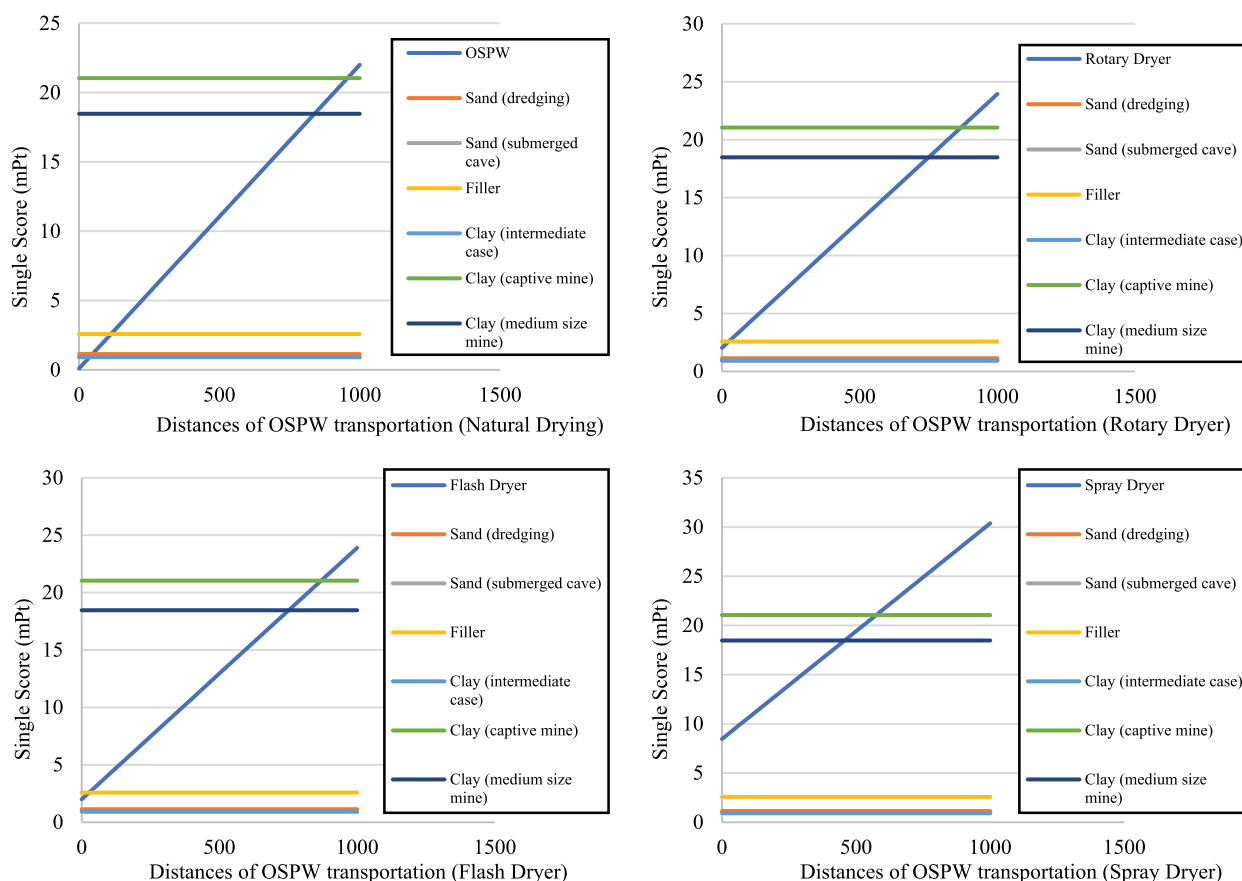 25
20
15
10
5
0
Single Score (mPt)
0 500 1000 1500
Distances of OSPW transportation (Natural Drying)
OSPW
Sand (dredging)
Sand (submerged
cave)
Filler
Clay (intermediate
case)
Clay (captive mine)
Clay (medium size
mine)
30
25
20
15
10
5
0
Single Score (mPt)
0 500 1000 1500
Distances of OSPW transportation (Rotary Dryer)
Rotary Dryer
Sand (dredging)
Sand (submerged cave)
Filler
Clay (intermediate case)
Clay (captive mine)
Clay (medium size
mine)
30
25
20
15
10
5
0
Single Score (mPt)
0 500 1000 1500
Distances of OSPW transportation (Flash Dryer)
Flash Dryer
Sand (dredging)
Sand (submerged cave)
Filler
Clay (intermediate
case)
Clay (captive mine)
Clay (medium size
mine)
35
30
25
20
15
10
5
0
Single Score (mPt)
0 500 1000 1500
Distances of OSPW transportation (Spray Dryer)
Spray Dryer
Sand (dredging)
Sand (submerged cave)
Filler
Clay (intermediate case)
Clay (captive mine)
Clay (medium size
mine)